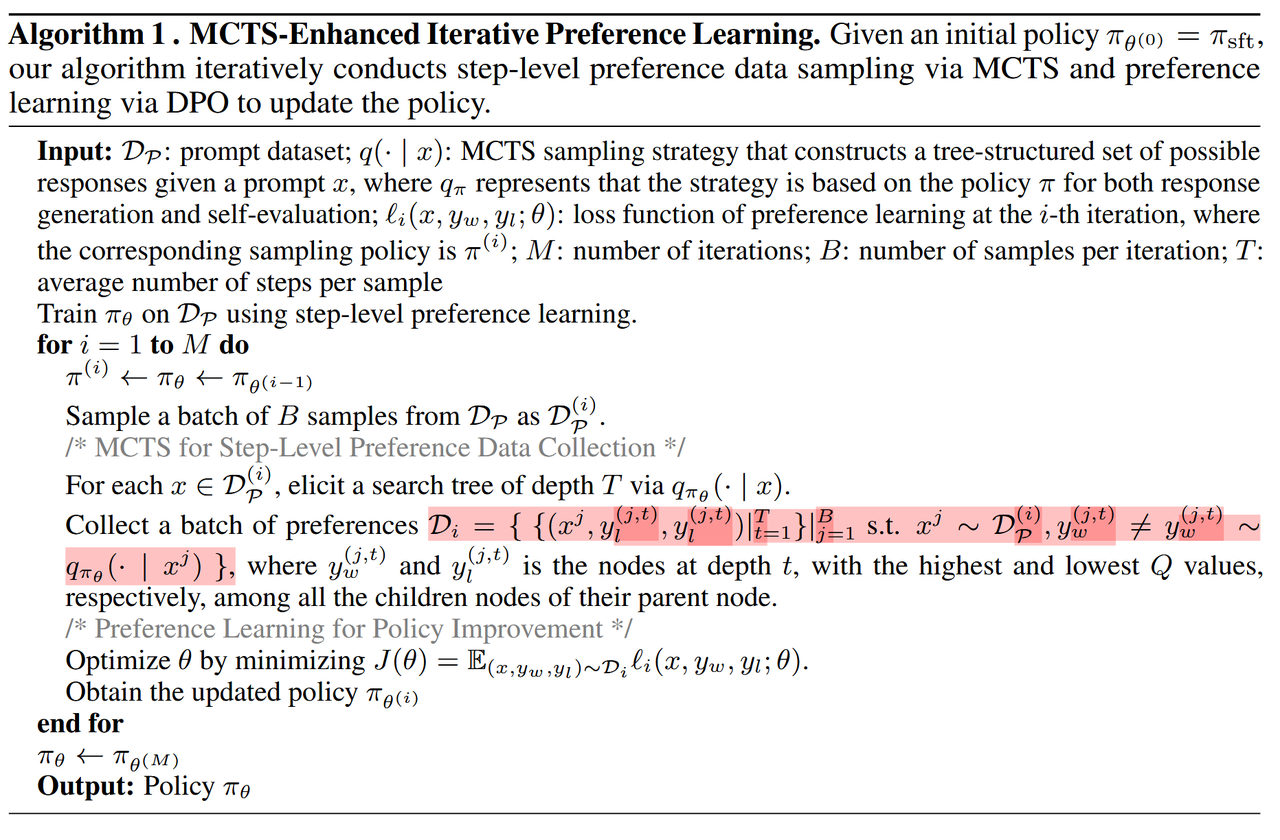 Algorithm 1 . MCTS-Enhanced Iterative Preference Learning. Given an initial policy $\pi_{\theta^{(0)}} = \pi_{\text{sft}}$,
our algorithm iteratively conducts step-level preference data sampling via MCTS and preference
learning via DPO to update the policy.
Input: $\mathcal{D}_{\mathcal{P}}$: prompt dataset; $q(\cdot \mid x)$: MCTS sampling strategy that constructs a tree-structured set of possible
responses given a prompt $x$, where $q_{\pi}$ represents that the strategy is based on the policy $\pi$ for both response
generation and self-evaluation; $\ell_i(x, y_w, y_l; \theta)$: loss function of preference learning at the $i$-th iteration, where
the corresponding sampling policy is $\pi^{(i)}$; $M$: number of iterations; $B$: number of samples per iteration; $T$:
average number of steps per sample
Train $\pi_{\theta}$ on $\mathcal{D}_{\mathcal{P}}$ using step-level preference learning.
for $i = 1$ to $M$ do
$\pi^{(i)} \leftarrow \pi_{\theta} \leftarrow \pi_{\theta^{(i-1)}}$
Sample a batch of $B$ samples from $\mathcal{D}_{\mathcal{P}}$ as $\mathcal{D}_{\mathcal{P}}^{(i)}$.
/* MCTS for Step-Level Preference Data Collection */
For each $x \in \mathcal{D}_{\mathcal{P}}^{(i)}$, elicit a search tree of depth $T$ via $q_{\pi_{\theta}}(\cdot \mid x)$.
Collect a batch of preferences $\mathcal{D}_i = \{ \{(x^j, y_l^{(j,t)}, y_l^{(j,t)})|_{t=1}^{T}\}|_{j=1}^{B}$ s.t. $x^j \sim \mathcal{D}_{\mathcal{P}}^{(i)}, y_w^{(j,t)} \neq y_w^{(j,t)} \sim$
$q_{\pi_{\theta}}(\cdot \mid x^j) \}$, where $y_w^{(j,t)}$ and $y_l^{(j,t)}$ is the nodes at depth $t$, with the highest and lowest $Q$ values,
respectively, among all the children nodes of their parent node.
/* Preference Learning for Policy Improvement */
Optimize $\theta$ by minimizing $J(\theta) = \mathbb{E}_{(x, y_w, y_l) \sim \mathcal{D}_i} \ell_i(x, y_w, y_l; \theta)$.
Obtain the updated policy $\pi_{\theta^{(i)}}$
end for
$\pi_{\theta} \leftarrow \pi_{\theta^{(M)}}$
Output: Policy $\pi_{\theta}$